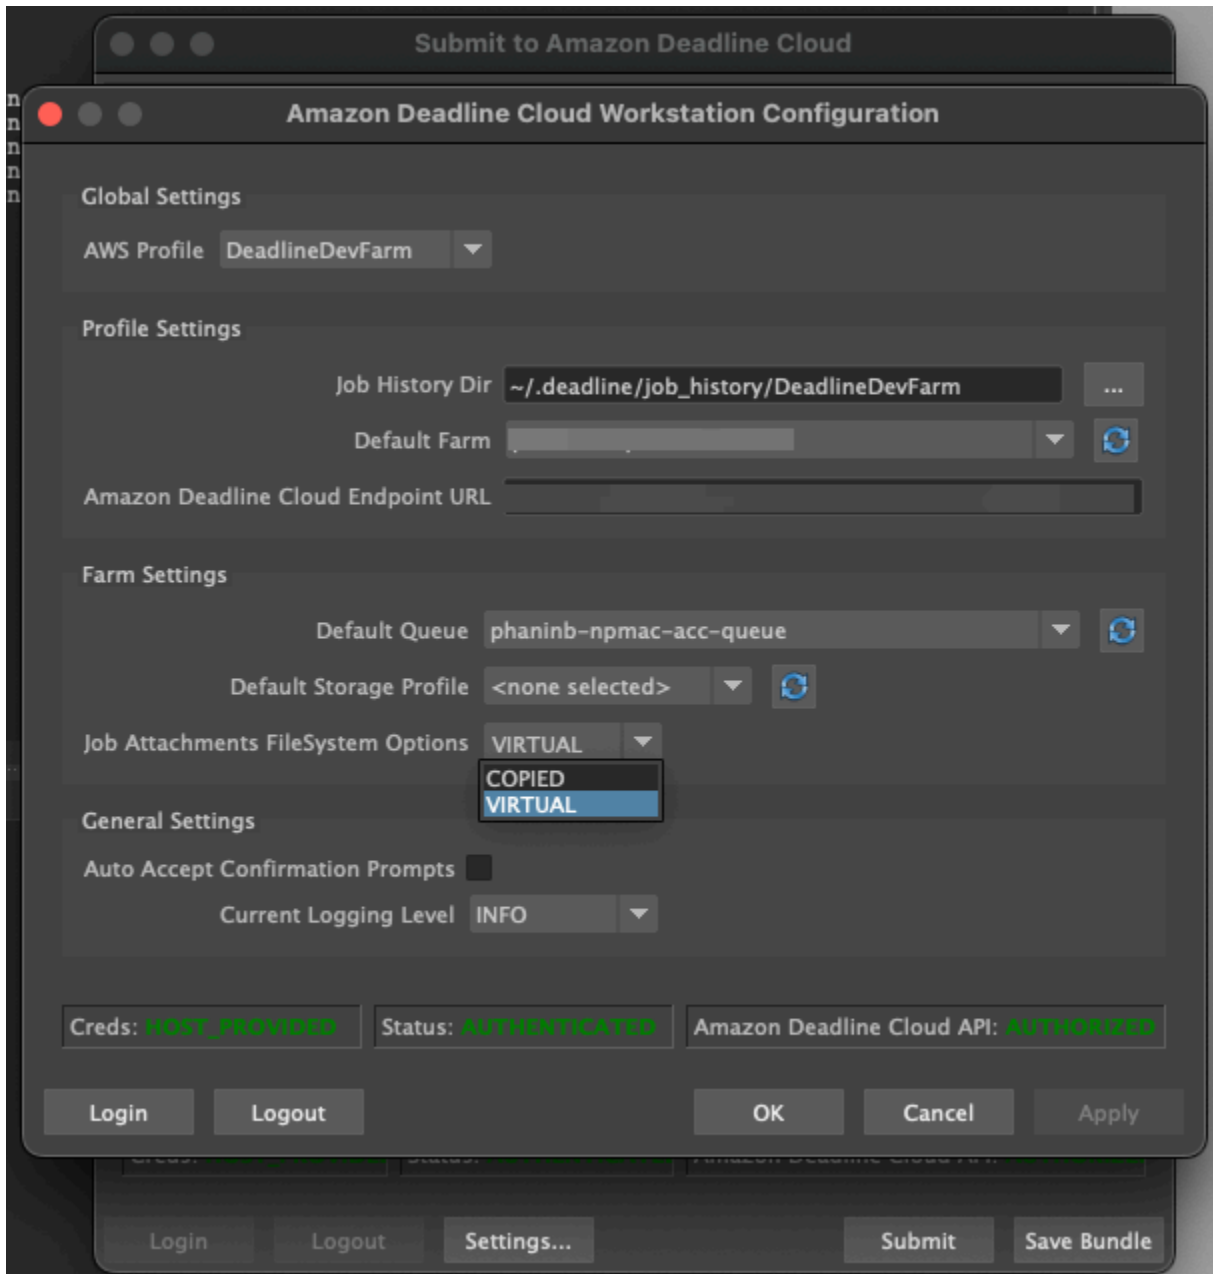 Submit to Amazon Deadline Cloud
n
Amazon Deadline Cloud Workstation Configuration
n
n
n
n
Global Settings
AWS Profile DeadlineDevFarm
Profile Settings
Job History Dir ~/.deadline/job_history/DeadlineDevFarm ...
Default Farm
Amazon Deadline Cloud Endpoint URL
Farm Settings
Default Queue phaninb-npmac-acc-queue
Default Storage Profile <none selected>
Job Attachments FileSystem Options VIRTUAL
COPIED
VIRTUAL
General Settings
Auto Accept Confirmation Prompts
Current Logging Level INFO
Creds: HOST_PROVIDED Status: AUTHENTICATED Amazon Deadline Cloud API: AUTHORIZED
Login Logout OK Cancel Apply
Login Logout Settings... Submit Save Bundle